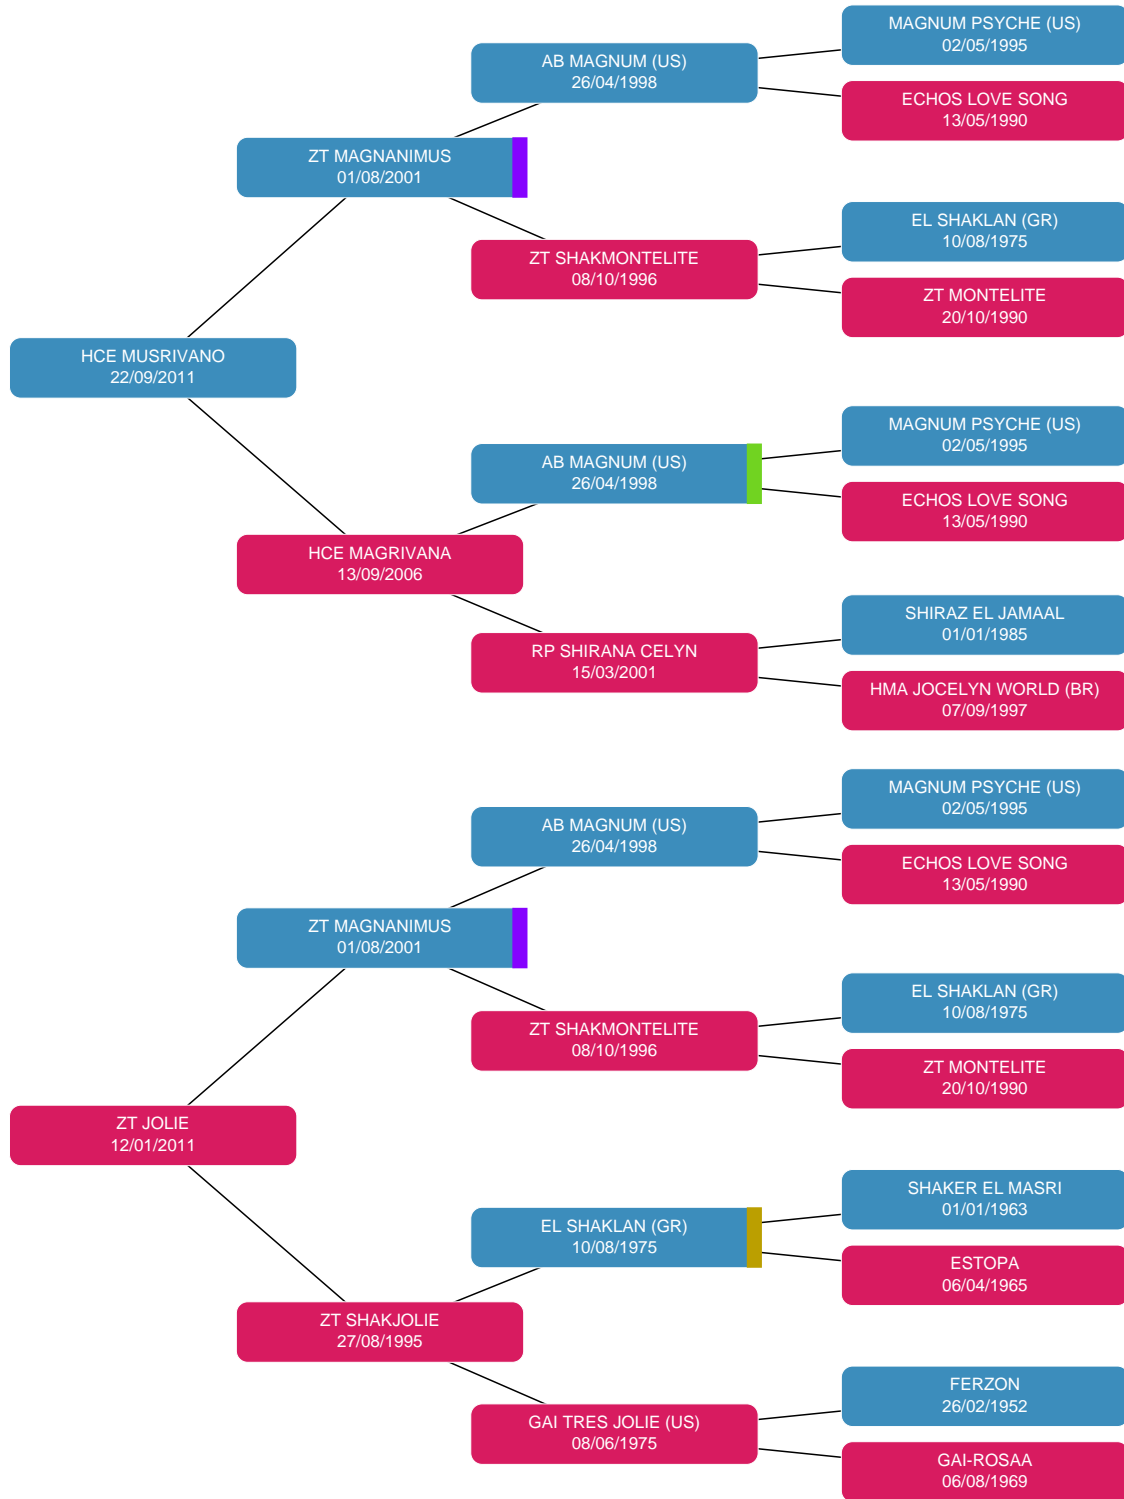 MAGNUM PSYCHE (US)
02/05/1995
AB MAGNUM (US)
26/04/1998
ECHOS LOVE SONG
13/05/1990
ZT MAGNANIMUS
01/08/2001
EL SHAKLAN (GR)
10/08/1975
ZT SHAKMONTELITE
08/10/1996
ZT MONTELITE
20/10/1990
HCE MUSRIVANO
22/09/2011
MAGNUM PSYCHE (US)
02/05/1995
AB MAGNUM (US)
26/04/1998
ECHOS LOVE SONG
13/05/1990
HCE MAGRIVANA
13/09/2006
SHIRAZ EL JAMAAL
01/01/1985
RP SHIRANA CELYN
15/03/2001
HMA JOCELYN WORLD (BR)
07/09/1997
MAGNUM PSYCHE (US)
02/05/1995
AB MAGNUM (US)
26/04/1998
ECHOS LOVE SONG
13/05/1990
ZT MAGNANIMUS
01/08/2001
EL SHAKLAN (GR)
10/08/1975
ZT SHAKMONTELITE
08/10/1996
ZT MONTELITE
20/10/1990
ZT JOLIE
12/01/2011
SHAKER EL MASRI
01/01/1963
EL SHAKLAN (GR)
10/08/1975
ESTOPA
06/04/1965
ZT SHAKJOLIE
27/08/1995
FERZON
26/02/1952
GAI TRES JOLIE (US)
08/06/1975
GAI-ROSAA
06/08/1969